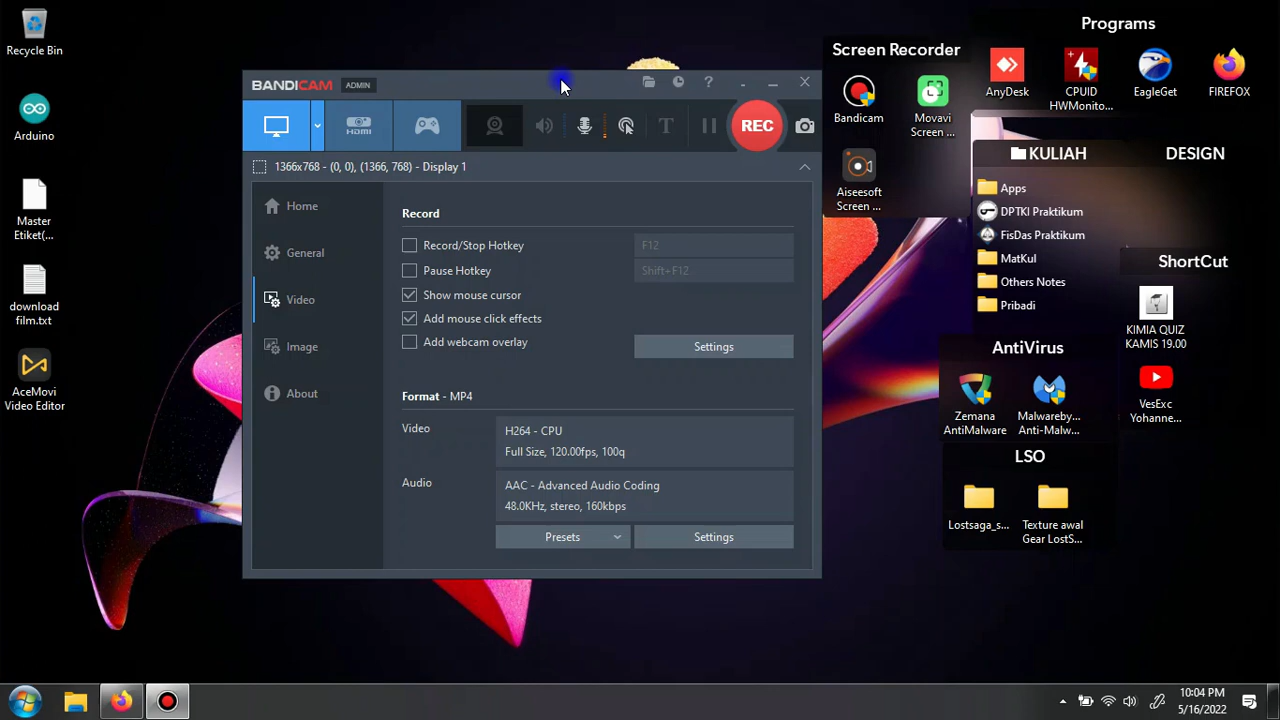 Recycle Bin
Arduino
Master
Etiket(...
download
film.txt
AceMovi
Video Editor
BANDICAM ADMIN
HDMI
REC
1366x768 - (0, 0), (1366, 768) - Display 1
Home
General
Video
Image
About
Record
Record/Stop Hotkey F12
Pause Hotkey Shift+F12
Show mouse cursor
Add mouse click effects
Add webcam overlay Settings
Format - MP4
Video H264 - CPU
Full Size, 120.00fps, 100q
Audio AAC - Advanced Audio Coding
48.0KHz, stereo, 160kbps
Presets Settings
Screen Recorder
Bandicam
Movavi
Screen ...
Aiseesoft
Screen ...
Programs
AnyDesk
CPUID
HWMonito...
EagleGet
FIREFOX
KULIAH
Apps
DPTKI Praktikum
FisDas Praktikum
MatKul
Others Notes
Pribadi
DESIGN
ShortCut
KIMIA QUIZ
KAMIS 19.00
VesExc
Yohanne...
AntiVirus
Zemana
AntiMalware
Malwareby...
Anti-Malw...
LSO
Lostsaga_s...
Texture awal
Gear LostS...
10:04 PM
5/16/2022